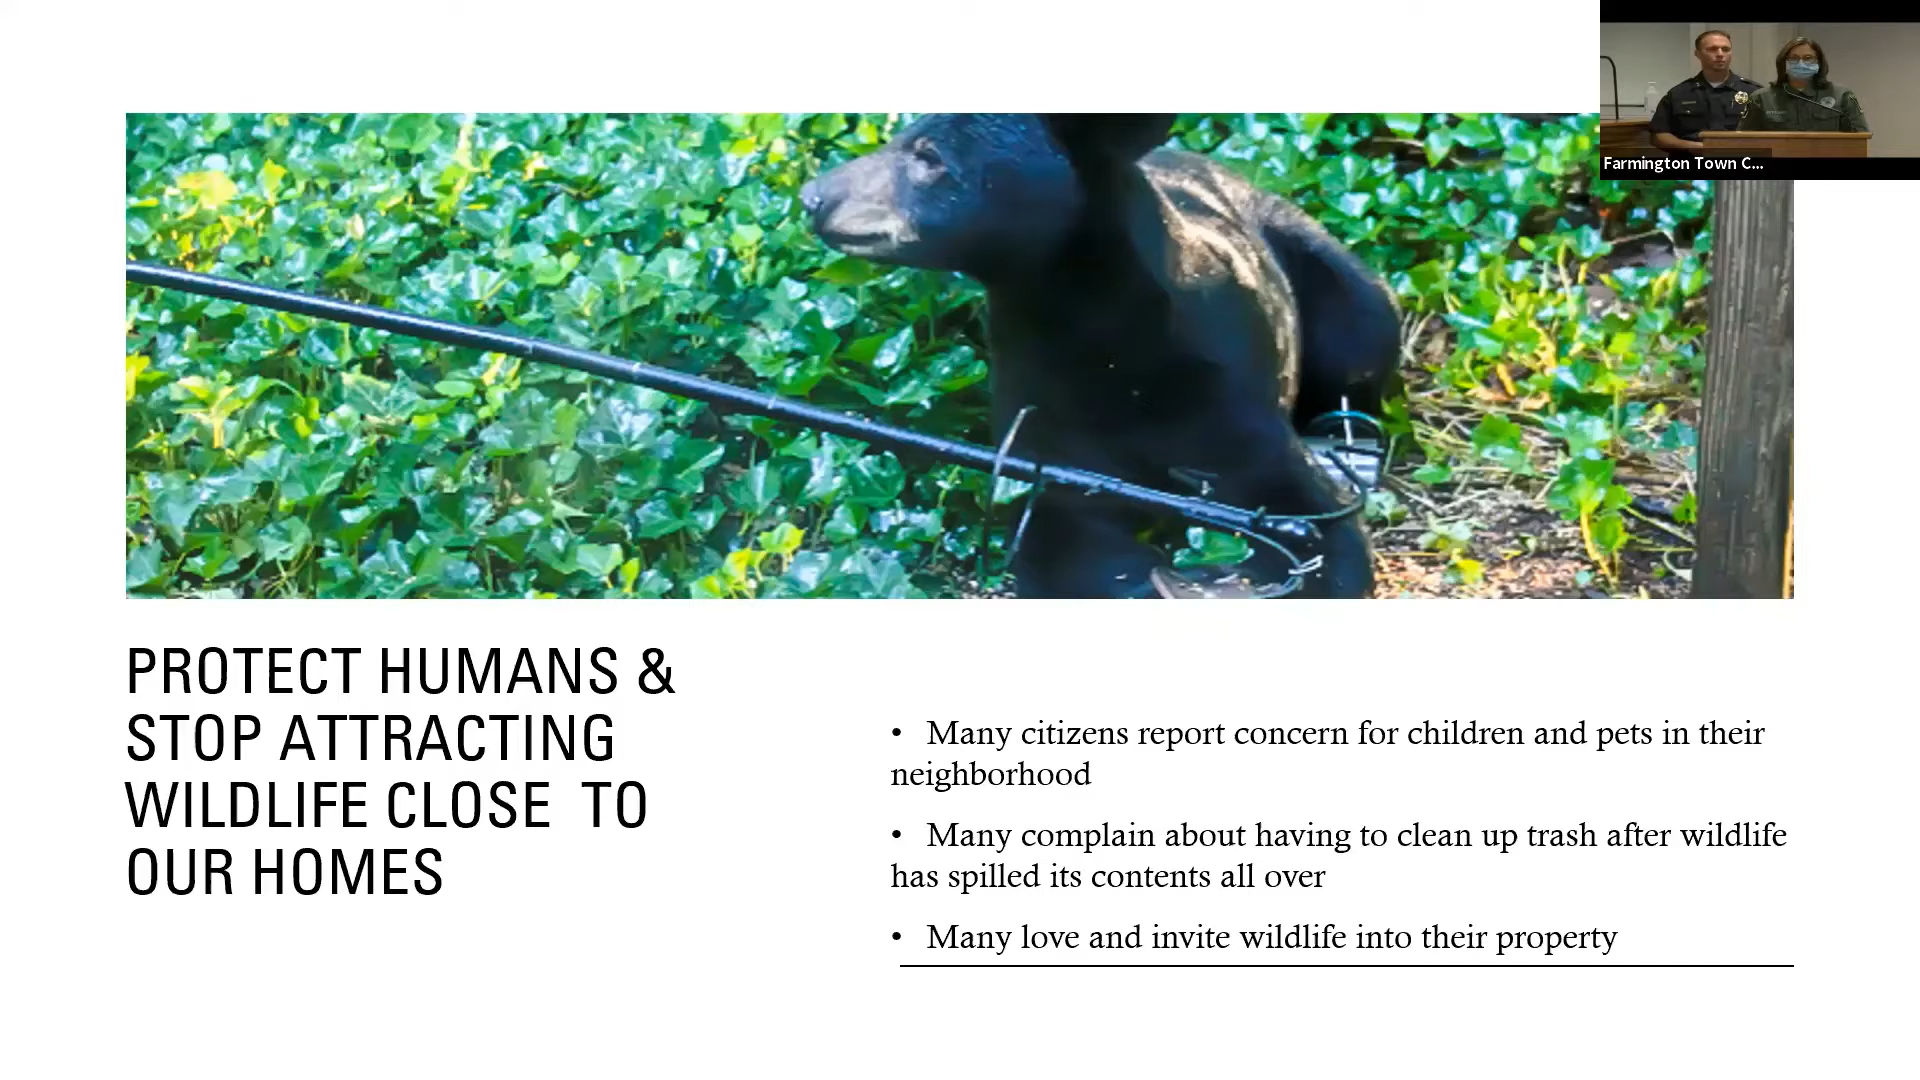 Farmington Town C...
PROTECT HUMANS &
STOP ATTRACTING
WILDLIFE CLOSE  TO
OUR HOMES
• Many citizens report concern for children and pets in their
neighborhood
• Many complain about having to clean up trash after wildlife
has spilled its contents all over
• Many love and invite wildlife into their property